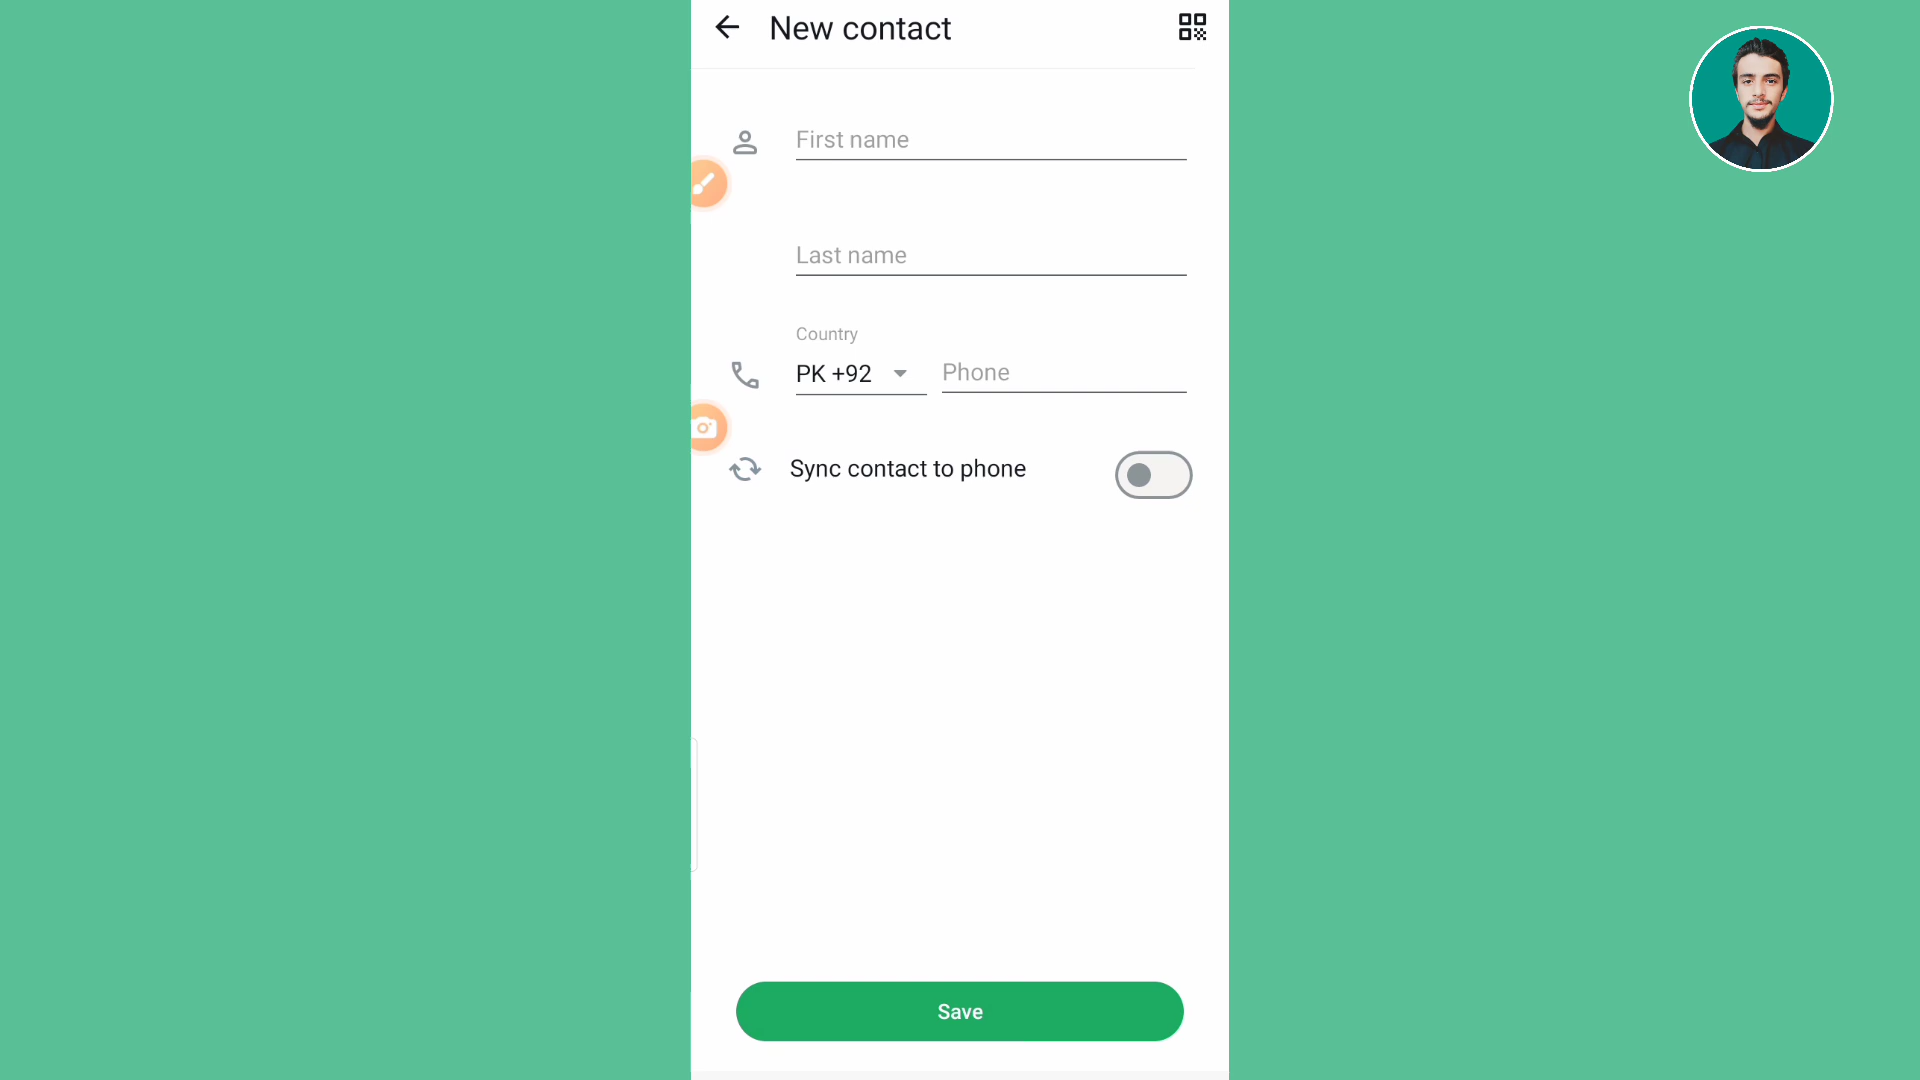 New contact
First name
Last name
Country
PK +92
Phone
Sync contact to phone
Save